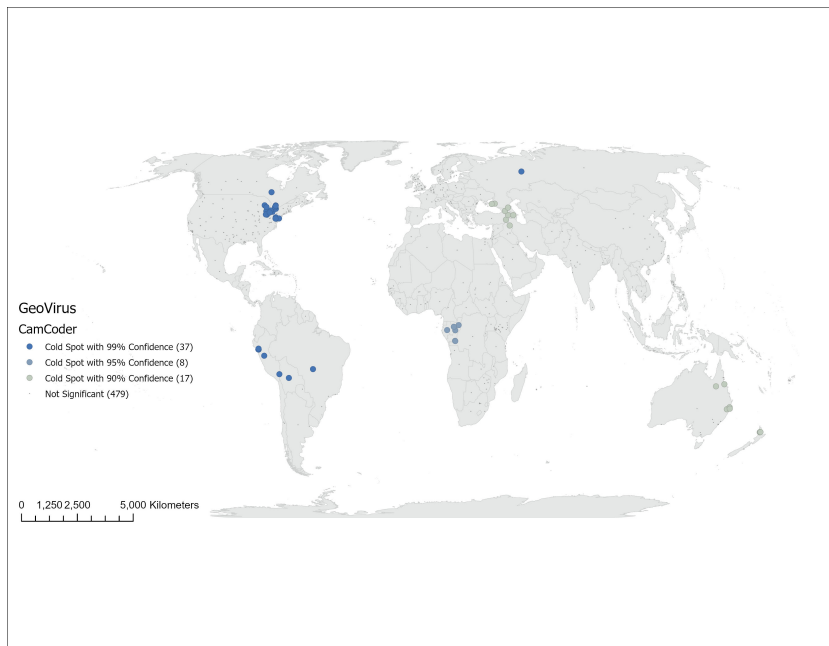 GeoVirus
CamCoder
Cold Spot with 99% Confidence (37)
Cold Spot with 95% Confidence (8)
Cold Spot with 90% Confidence (17)
Not Significant (479)
0 1,250 2,500 5,000 Kilometers